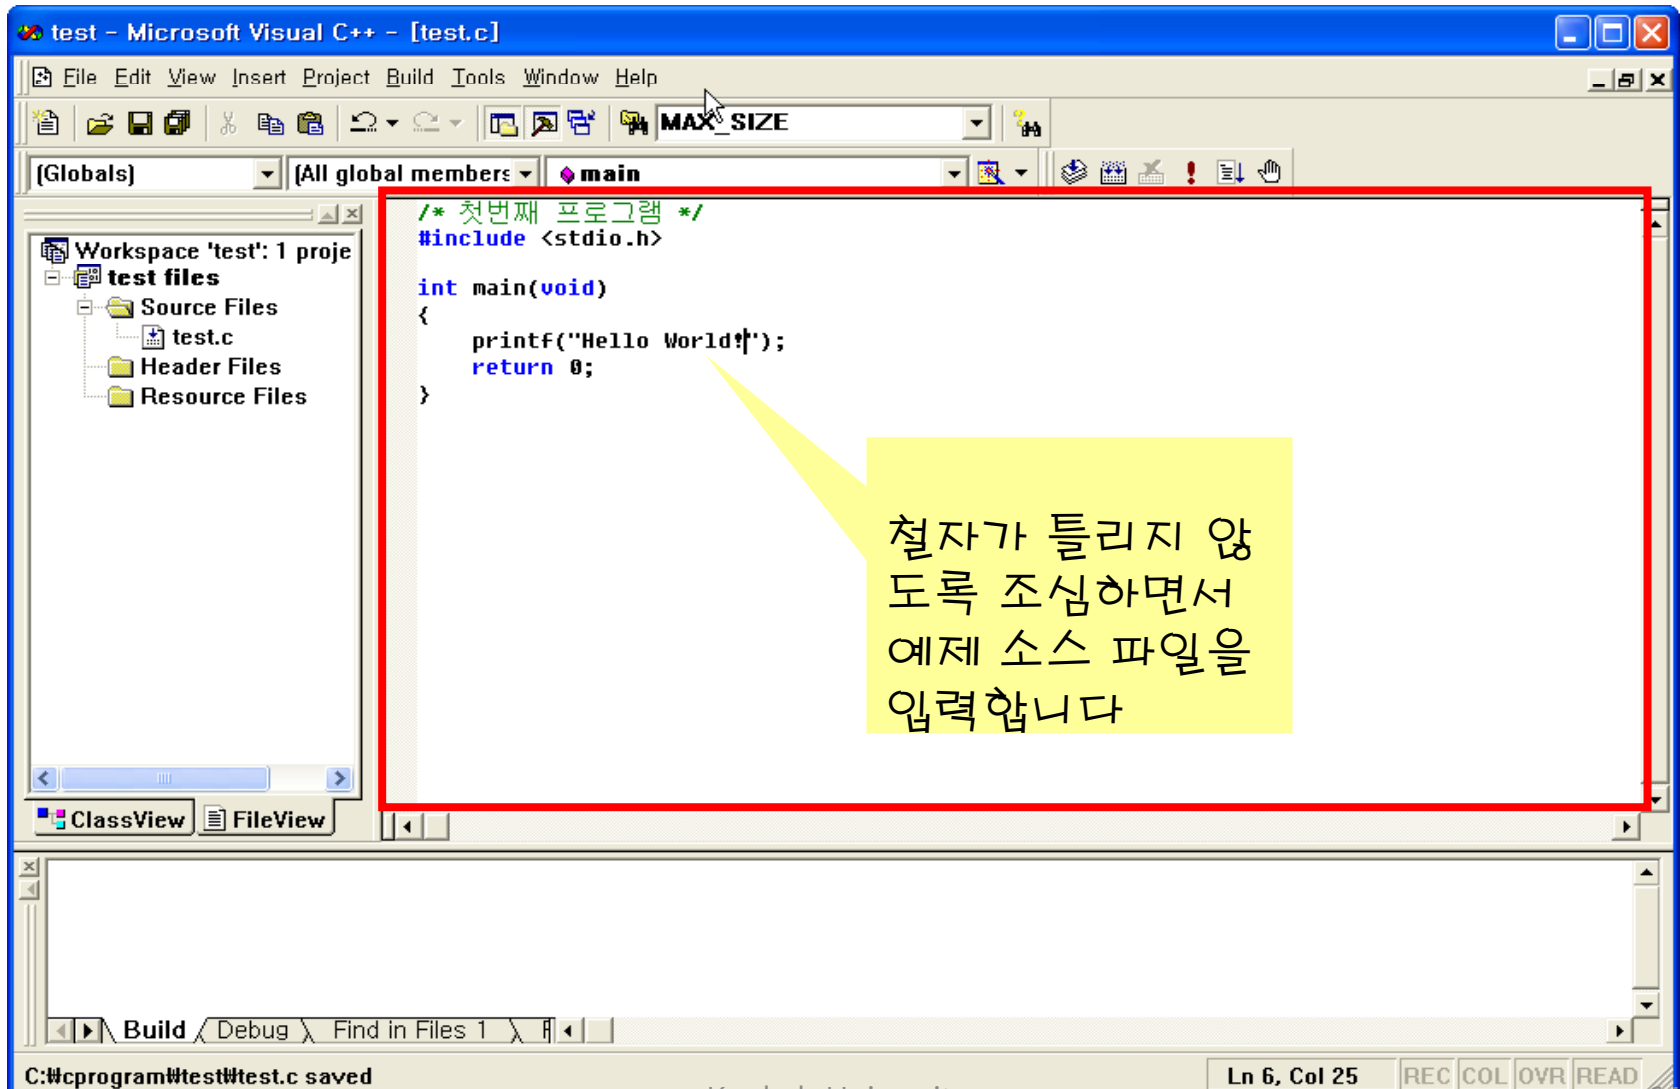 test - Microsoft Visual C++ - [test.c]
File Edit View Insert Project Build Tools Window Help
MAX_SIZE
(Globals) (All global members main
/* 첫번째 프로그램 */
#include <stdio.h>
int main(void)
{
printf("Hello World!");
return 0;
}
Workspace 'test': 1 proje
test files
Source Files
test.c
Header Files
Resource Files
철자가 틀리지 않
도록 조심하면서
예제 소스 파일을
입력합니다
ClassView FileView
Build Debug Find in Files 1
C:₩cprogram₩test₩test.c saved
Ln 6, Col 25 REC COL OVR READ